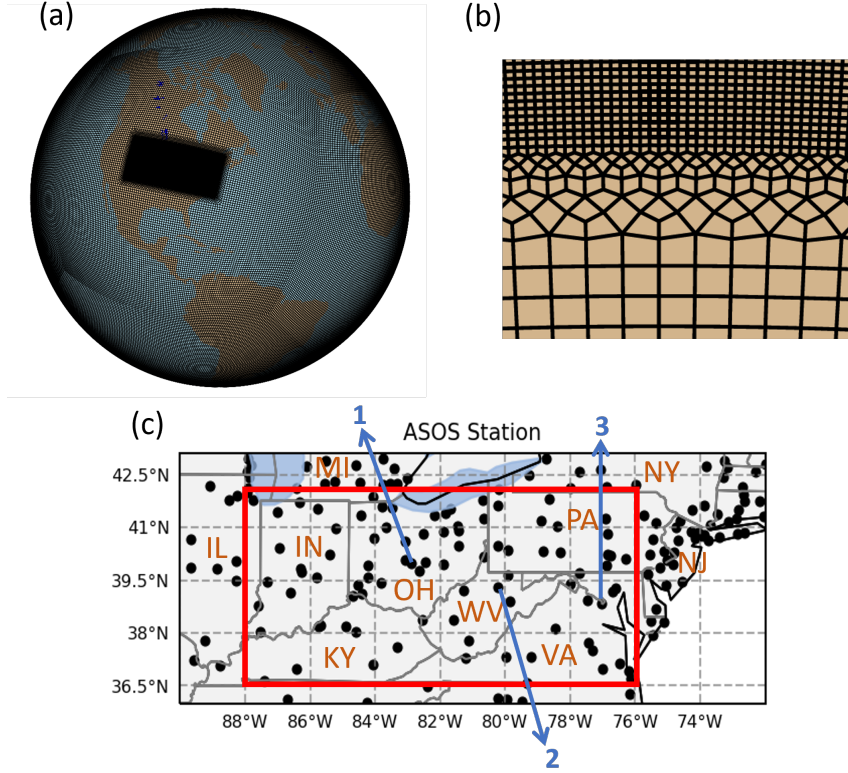 (a)
(b)
(c)
1
3
ASOS Station
42.5°N
41°N
39.5°N
38°N
36.5°N
MI
NY
IL
IN
OH
PA
NJ
WV
KY
VA
88°W 86°W 84°W 82°W 80°W 78°W 76°W 74°W
2